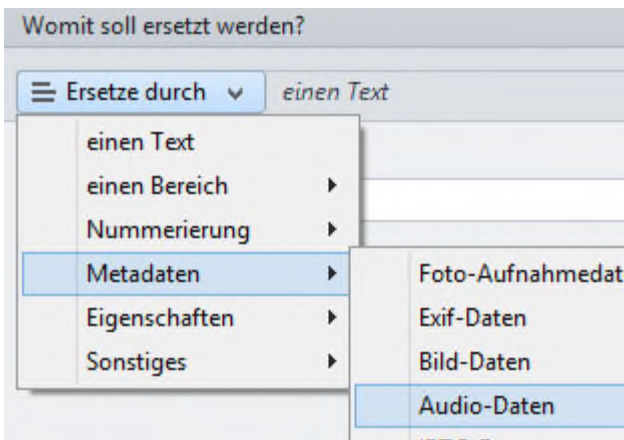 Womit soll ersetzt werden?
Ersetze durch einen Text
einen Text
einen Bereich
Nummerierung
Metadaten
Eigenschaften
Sonstiges
Foto-Aufnahmedat
Exif-Daten
Bild-Daten
Audio-Daten